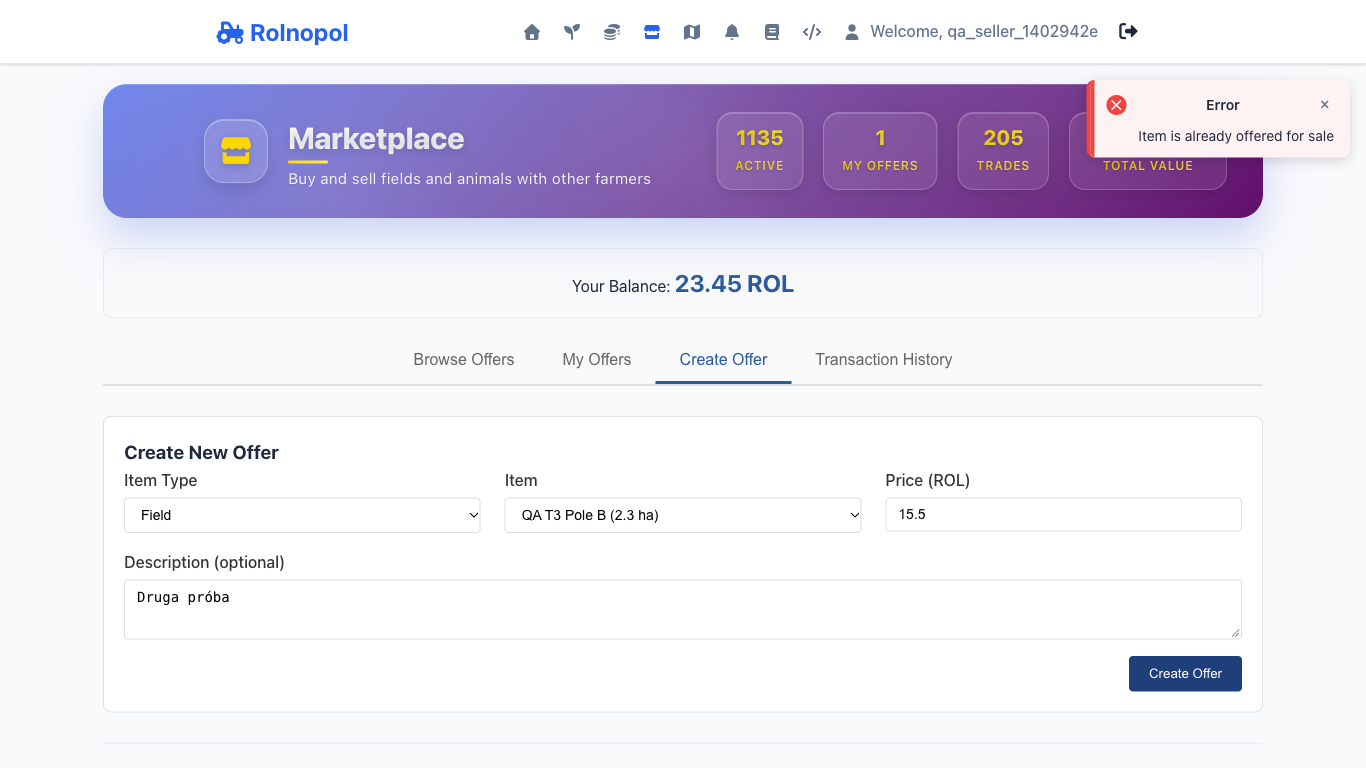 Rolnopol
Welcome, qa_seller_1402942e
Error
×
Item is already offered for sale
Marketplace
Buy and sell fields and animals with other farmers
1135
ACTIVE
1
MY OFFERS
205
TRADES
TOTAL VALUE
Your Balance: 23.45 ROL
Browse Offers
My Offers
Create Offer
Transaction History
Create New Offer
Item Type
Item
Price (ROL)
Field
QA T3 Pole B (2.3 ha)
15.5
Description (optional)
Druga próba
Create Offer